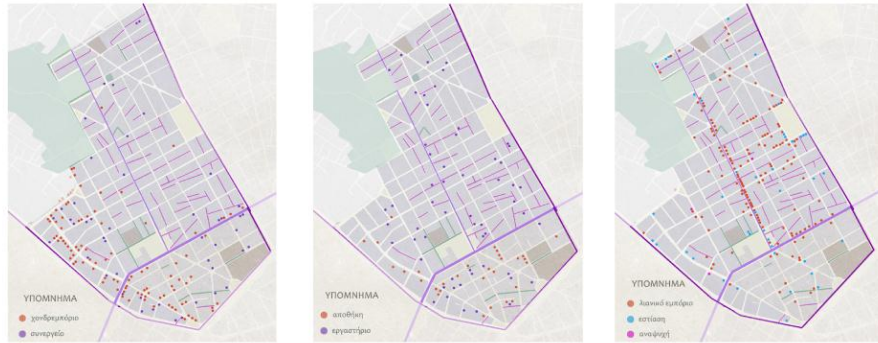 ΥΠΟΜΝΗΜΑ
χονδρεμπόριο
συνεργείο
ΥΠΟΜΝΗΜΑ
αποθήκη
εργαστήριο
ΥΠΟΜΝΗΜΑ
λιανικό εμπόριο
εστίαση
αναψυχή